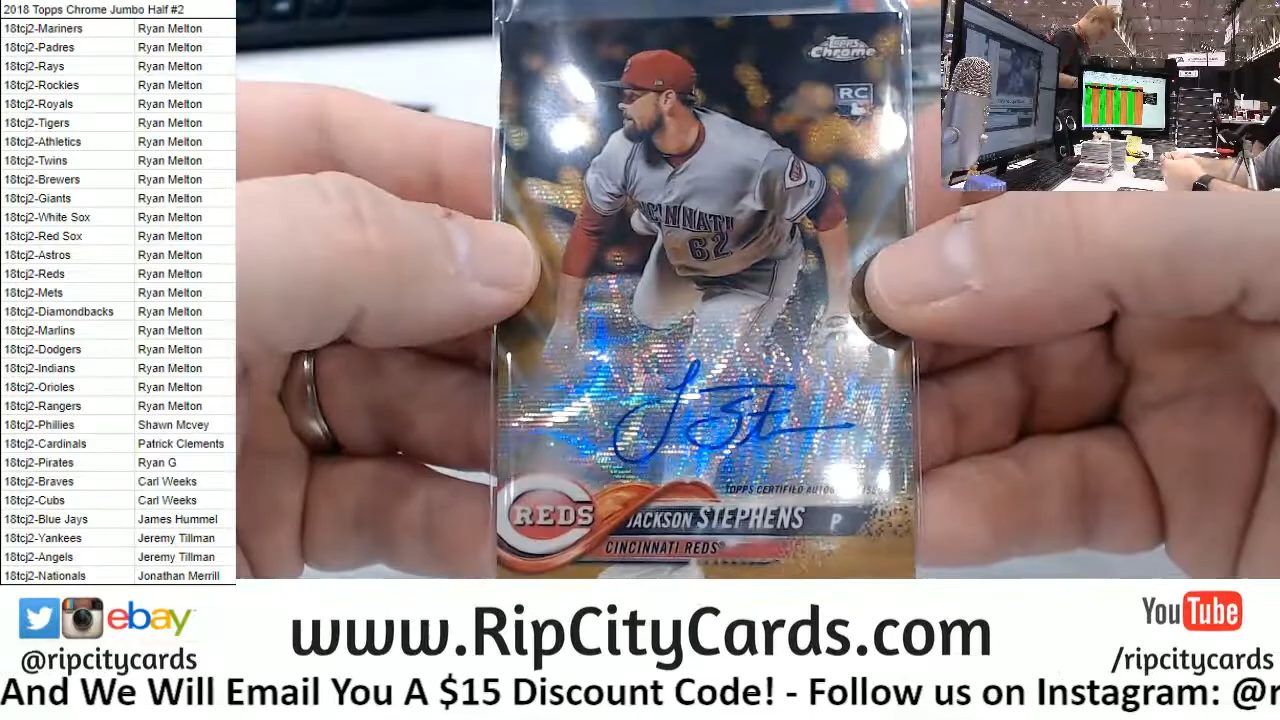 2018 Topps Chrome Jumbo Half #2
18tcj2-Mariners Ryan Melton
18tcj2-Padres Ryan Melton
18tcj2-Rays Ryan Melton
18tcj2-Rockies Ryan Melton
18tcj2-Royals Ryan Melton
18tcj2-Tigers Ryan Melton
18tcj2-Athletics Ryan Melton
18tcj2-Twins Ryan Melton
18tcj2-Brewers Ryan Melton
18tcj2-Giants Ryan Melton
18tcj2-White Sox Ryan Melton
18tcj2-Red Sox Ryan Melton
18tcj2-Astros Ryan Melton
18tcj2-Reds Ryan Melton
18tcj2-Mets Ryan Melton
18tcj2-Diamondbacks Ryan Melton
18tcj2-Marlins Ryan Melton
18tcj2-Dodgers Ryan Melton
18tcj2-Indians Ryan Melton
18tcj2-Orioles Ryan Melton
18tcj2-Rangers Ryan Melton
18tcj2-Phillies Shawn Mcvey
18tcj2-Cardinals Patrick Clements
18tcj2-Pirates Ryan G
18tcj2-Braves Carl Weeks
18tcj2-Cubs Carl Weeks
18tcj2-Blue Jays James Hummel
18tcj2-Yankees Jeremy Tillman
18tcj2-Angels Jeremy Tillman
18tcj2-Nationals Jonathan Merrill
Topps
Chrome
RC
CINCINNATI
62
TOPPS CERTIFIED
REDS
JACKSON STEPHENS P
CINCINNATI REDS
ebay
@ripcitycards
www.RipCityCards.com
YouTube
/ripcitycards
And We Will Email You A $15 Discount Code! - Follow us on Instagram: @r